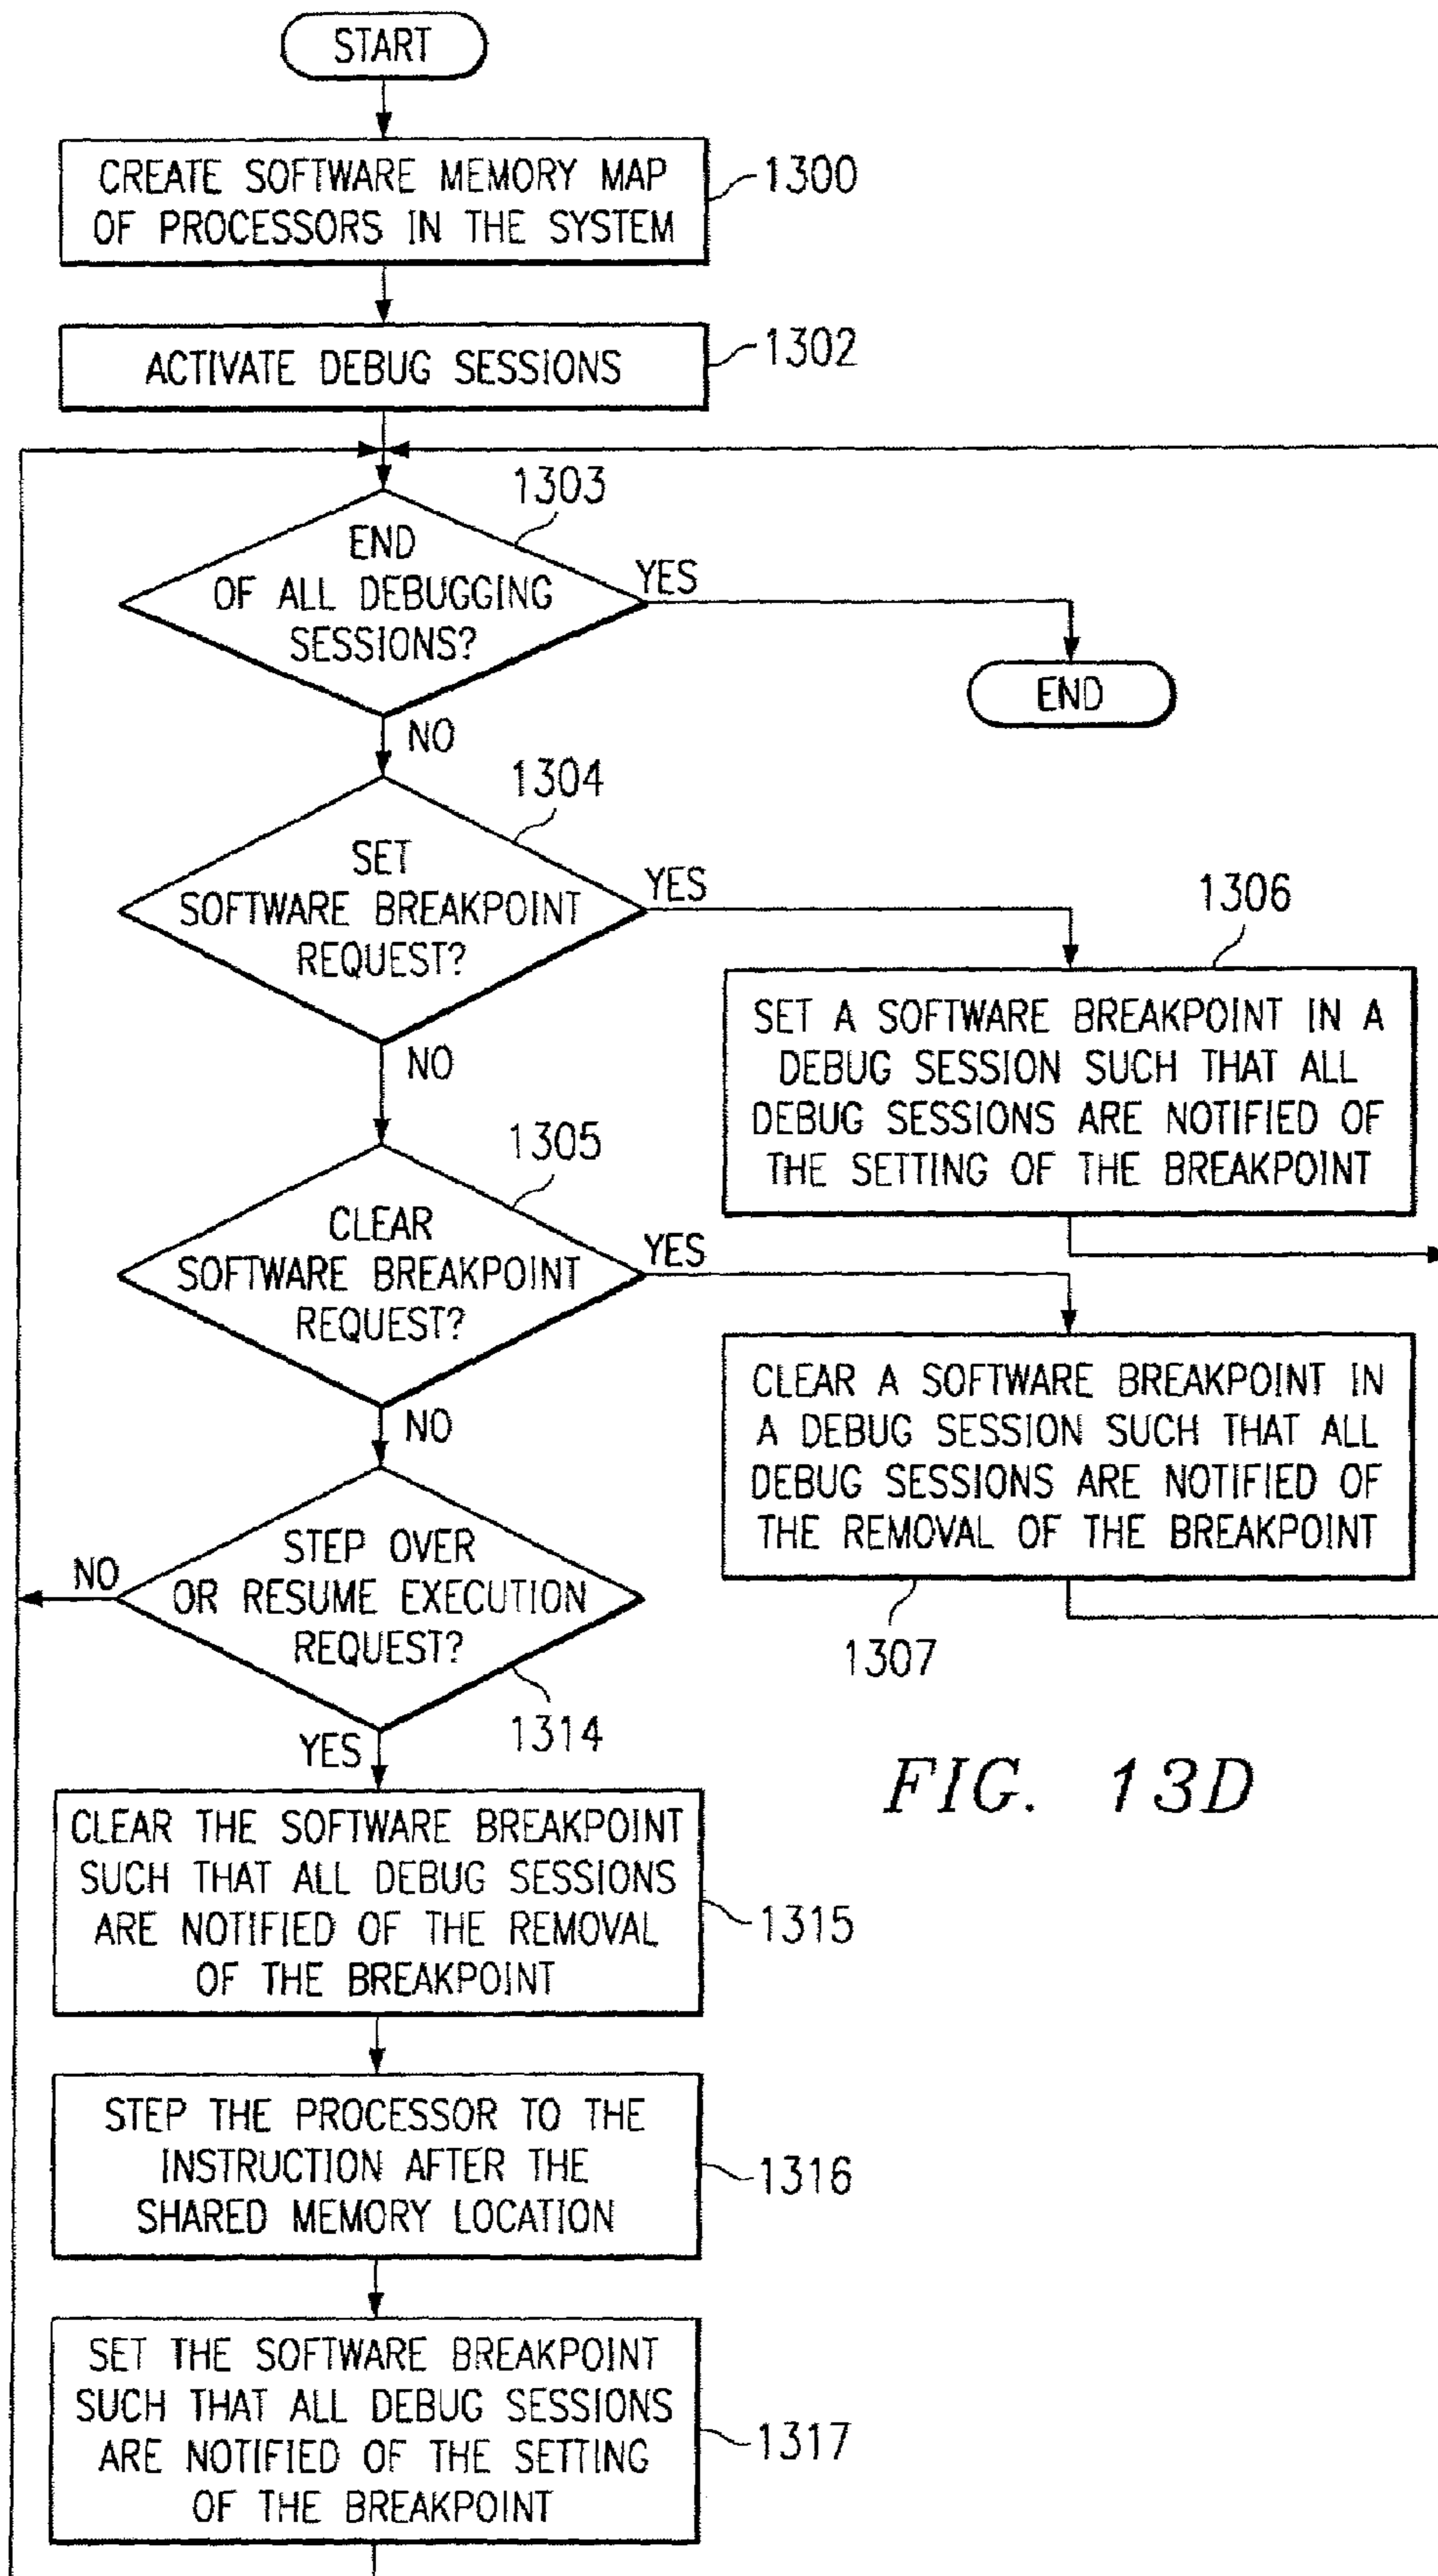 START
CREATE SOFTWARE MEMORY MAP
OF PROCESSORS IN THE SYSTEM
1300
ACTIVATE DEBUG SESSIONS
1302
1303
END
OF ALL DEBUGGING
SESSIONS?
YES
END
NO
1304
SET
SOFTWARE BREAKPOINT
REQUEST?
YES
1306
SET A SOFTWARE BREAKPOINT IN A
DEBUG SESSION SUCH THAT ALL
DEBUG SESSIONS ARE NOTIFIED OF
THE SETTING OF THE BREAKPOINT
NO
1305
CLEAR
SOFTWARE BREAKPOINT
REQUEST?
YES
CLEAR A SOFTWARE BREAKPOINT IN
A DEBUG SESSION SUCH THAT ALL
DEBUG SESSIONS ARE NOTIFIED OF
THE REMOVAL OF THE BREAKPOINT
1307
NO
STEP OVER
OR RESUME EXECUTION
REQUEST?
NO
1314
YES
FIG. 13D
CLEAR THE SOFTWARE BREAKPOINT
SUCH THAT ALL DEBUG SESSIONS
ARE NOTIFIED OF THE REMOVAL
OF THE BREAKPOINT
1315
STEP THE PROCESSOR TO THE
INSTRUCTION AFTER THE
SHARED MEMORY LOCATION
1316
SET THE SOFTWARE BREAKPOINT
SUCH THAT ALL DEBUG SESSIONS
ARE NOTIFIED OF THE SETTING
OF THE BREAKPOINT
1317